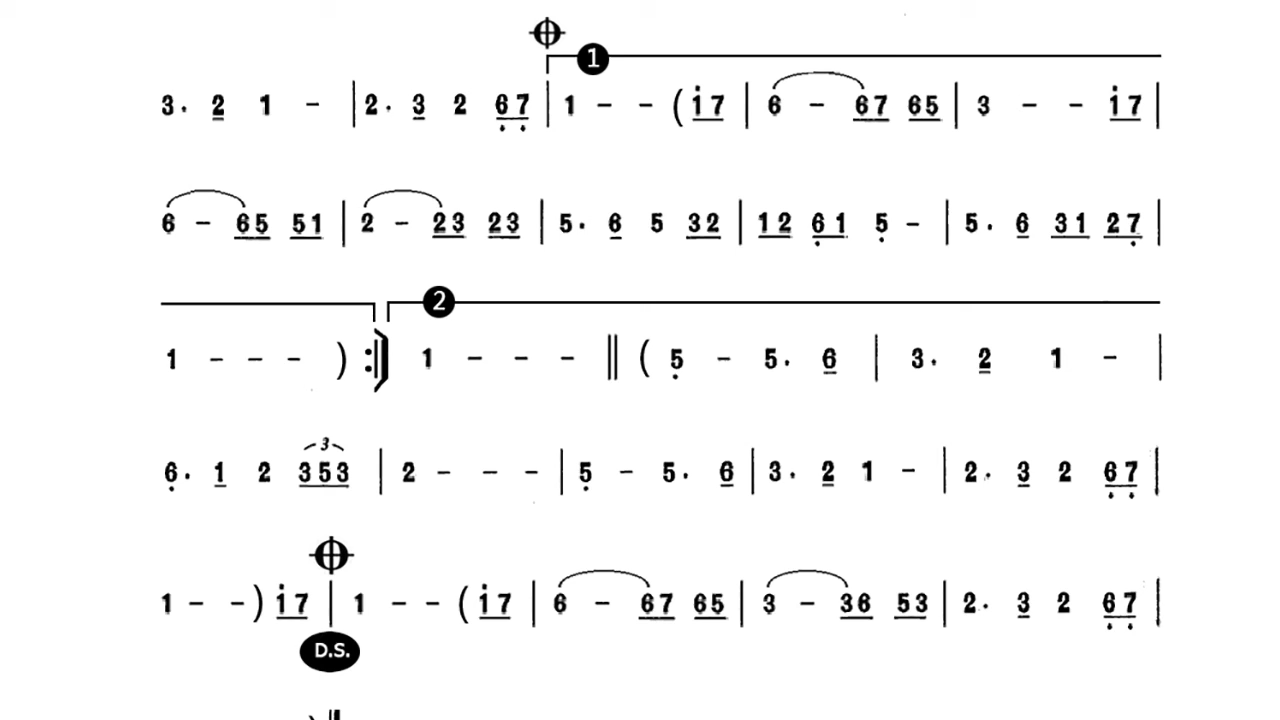 1
3. 2 1 - | 2. 3 2 67 | 1 - - (i7 | 6 - 67 65 | 3 - - i7 |
6 - 65 51 | 2 - 23 23 | 5. 6 5 32 | 12 61 5 - | 5. 6 31 27 |
2
1 - - - ) :|| 1 - - - || ( 5 - 5. 6 | 3. 2 1 - |
3
6. 1 2 353 | 2 - - - | 5 - 5. 6 | 3. 2 1 - | 2. 3 2 67 |
1 - - ) i7 | 1 - - (i7 | 6 - 67 65 | 3 - 36 53 | 2. 3 2 67 |
D.S.